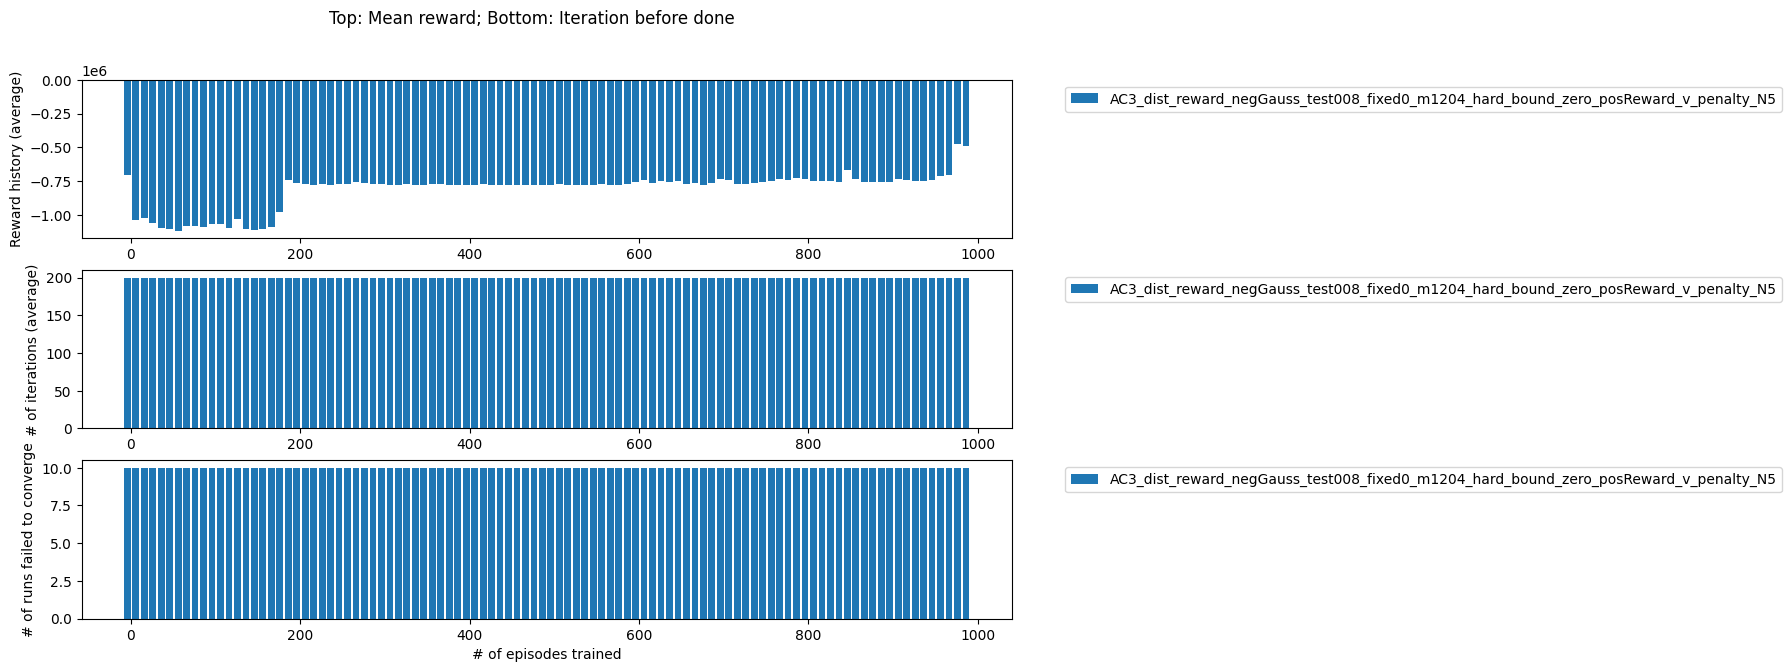 Top: Mean reward; Bottom: Iteration before done
1e6
Reward history (average)
0.00
−0.25
−0.50
−0.75
−1.00
0 200 400 600 800 1000
AC3_dist_reward_negGauss_test008_fixed0_m1204_hard_bound_zero_posReward_v_penalty_N5
# of iterations (average)
200
150
100
50
0
0 200 400 600 800 1000
AC3_dist_reward_negGauss_test008_fixed0_m1204_hard_bound_zero_posReward_v_penalty_N5
# of runs failed to converge
10.0
7.5
5.0
2.5
0.0
0 200 400 600 800 1000
# of episodes trained
AC3_dist_reward_negGauss_test008_fixed0_m1204_hard_bound_zero_posReward_v_penalty_N5